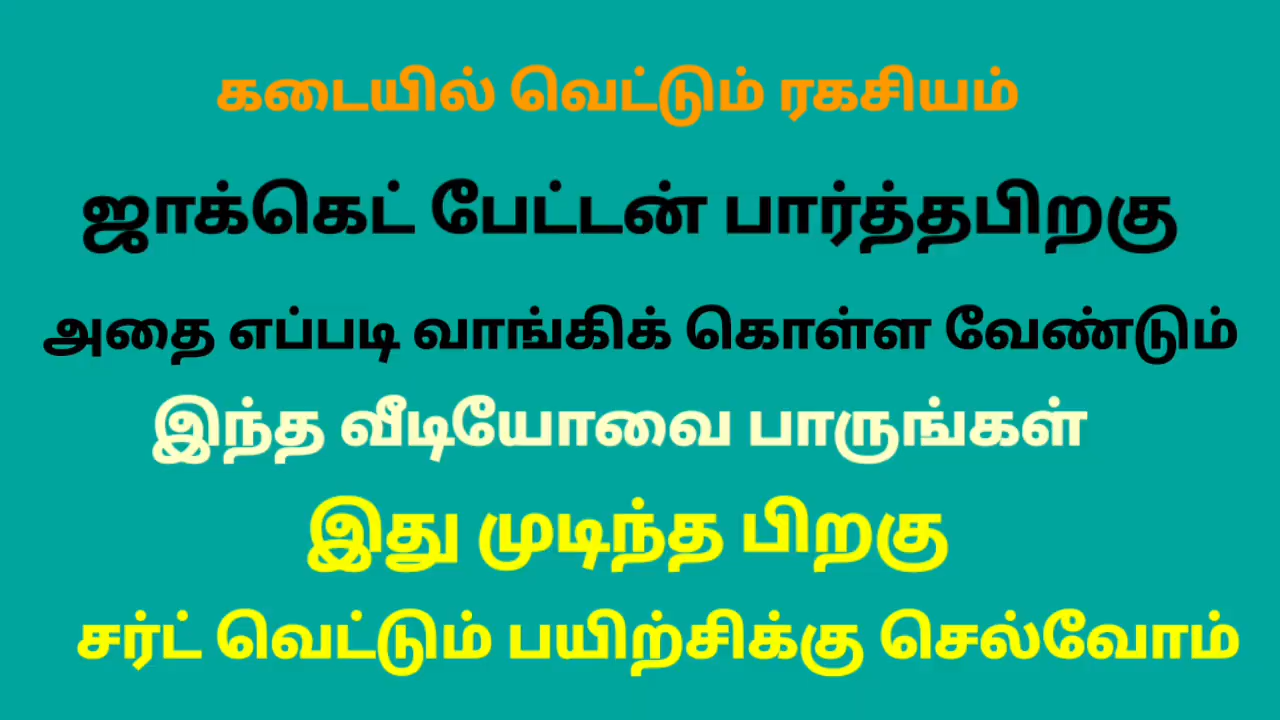 கடையில் வெட்டும் ரகசியம்
ஜாக்கெட் பேட்டன் பார்த்தபிறகு
அதை எப்படி வாங்கிக் கொள்ள வேண்டும்
இந்த வீடியோவை பாருங்கள்
இது முடிந்த பிறகு
சர்ட் வெட்டும் பயிற்சிக்கு செல்வோம்